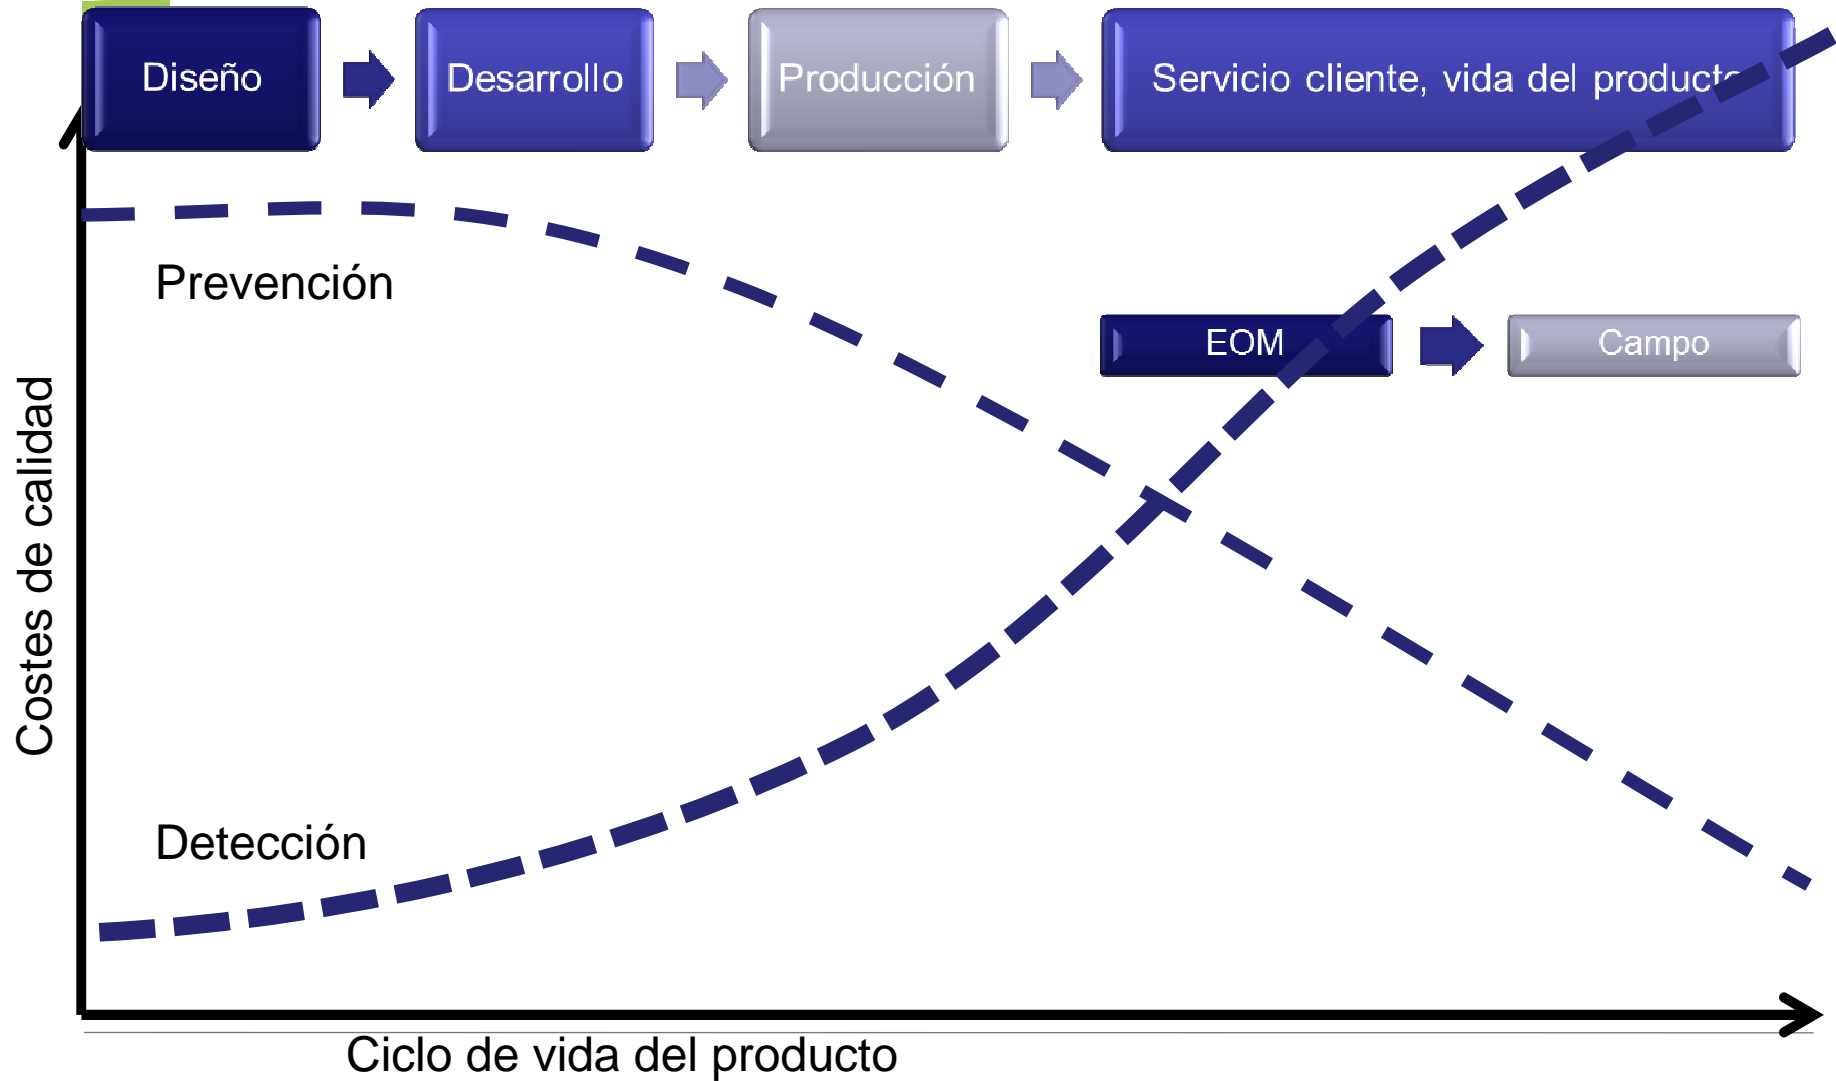 Diseño
Desarrollo
Producción
Servicio cliente, vida del producto
Prevención
EOM
Campo
Costes de calidad
Detección
Ciclo de vida del producto